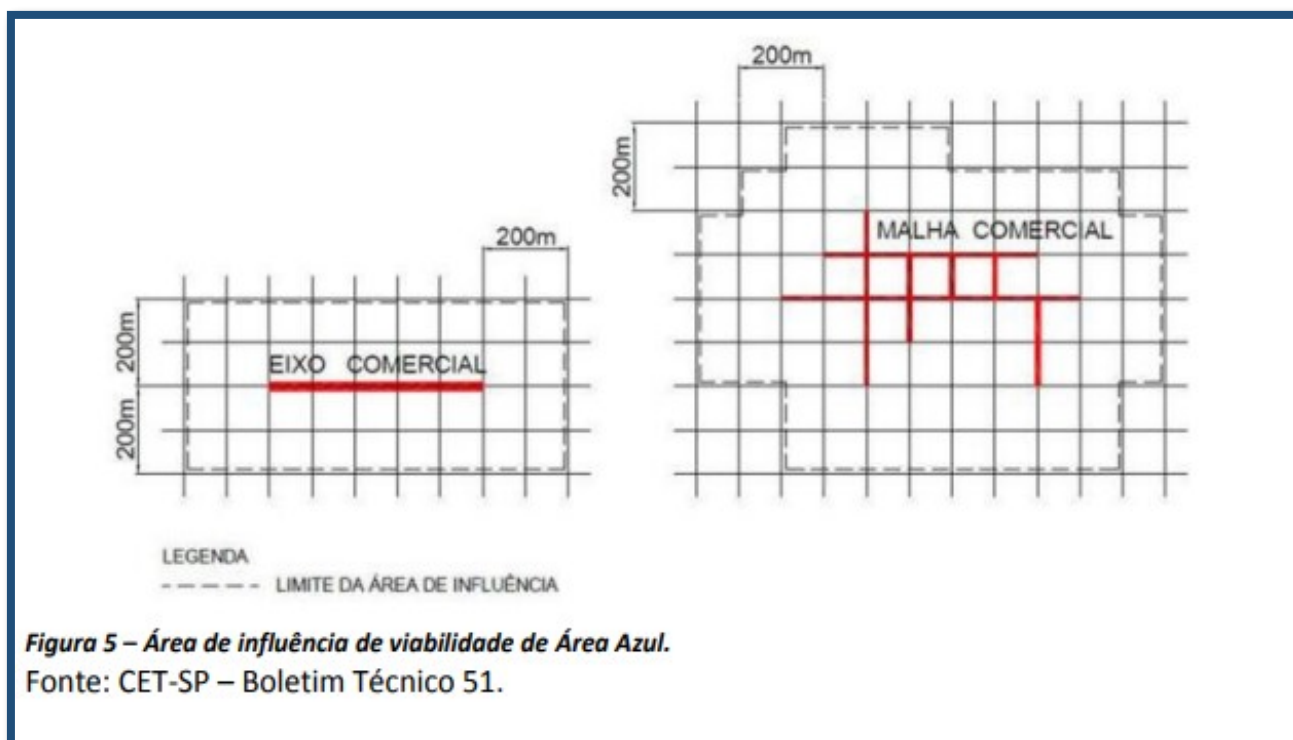 200m
200m
MALHA COMERCIAL
200m
200m
EIXO COMERCIAL
200m
LEGENDA
LIMITE DA ÁREA DE INFLUÊNCIA
Figura 5 – Área de influência de viabilidade de Área Azul.
Fonte: CET-SP – Boletim Técnico 51.